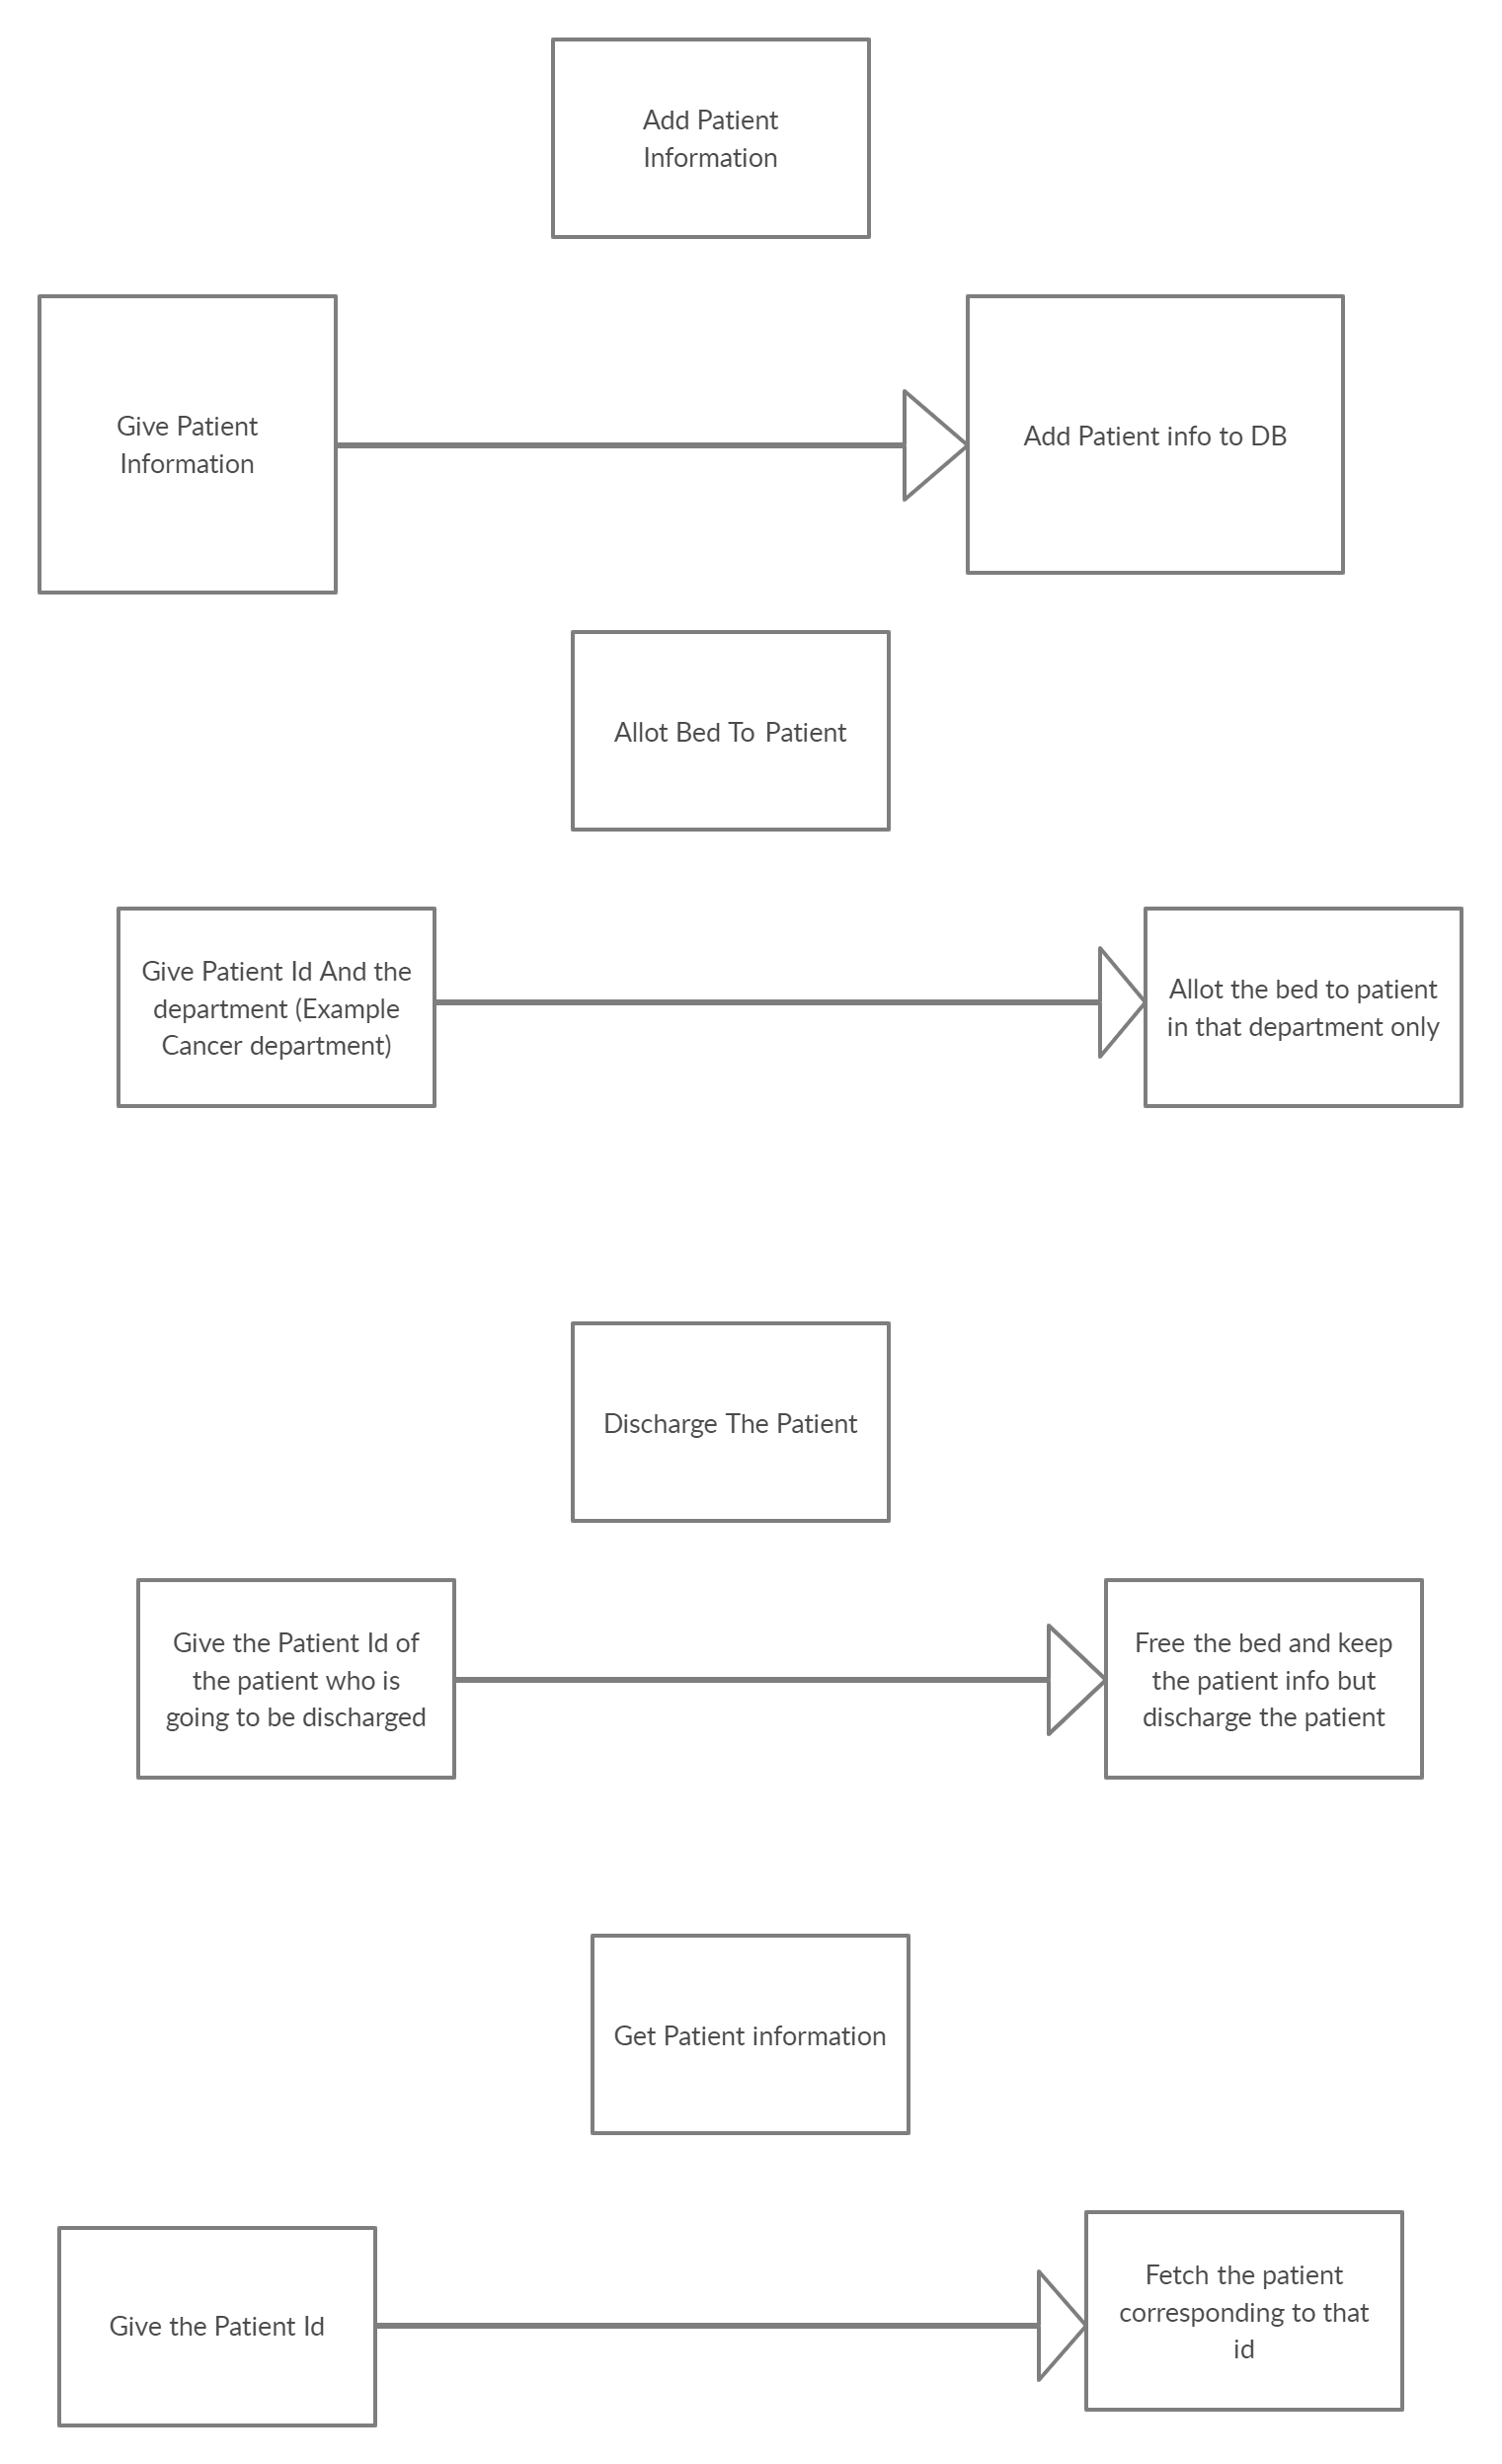 Add Patient
Information
Give Patient
Information
Add Patient info to DB
Allot Bed To Patient
Give Patient Id And the
department (Example
Cancer department)
Allot the bed to patient
in that department only
Discharge The Patient
Give the Patient Id of
the patient who is
going to be discharged
Free the bed and keep
the patient info but
discharge the patient
Get Patient information
Give the Patient Id
Fetch the patient
corresponding to that
id